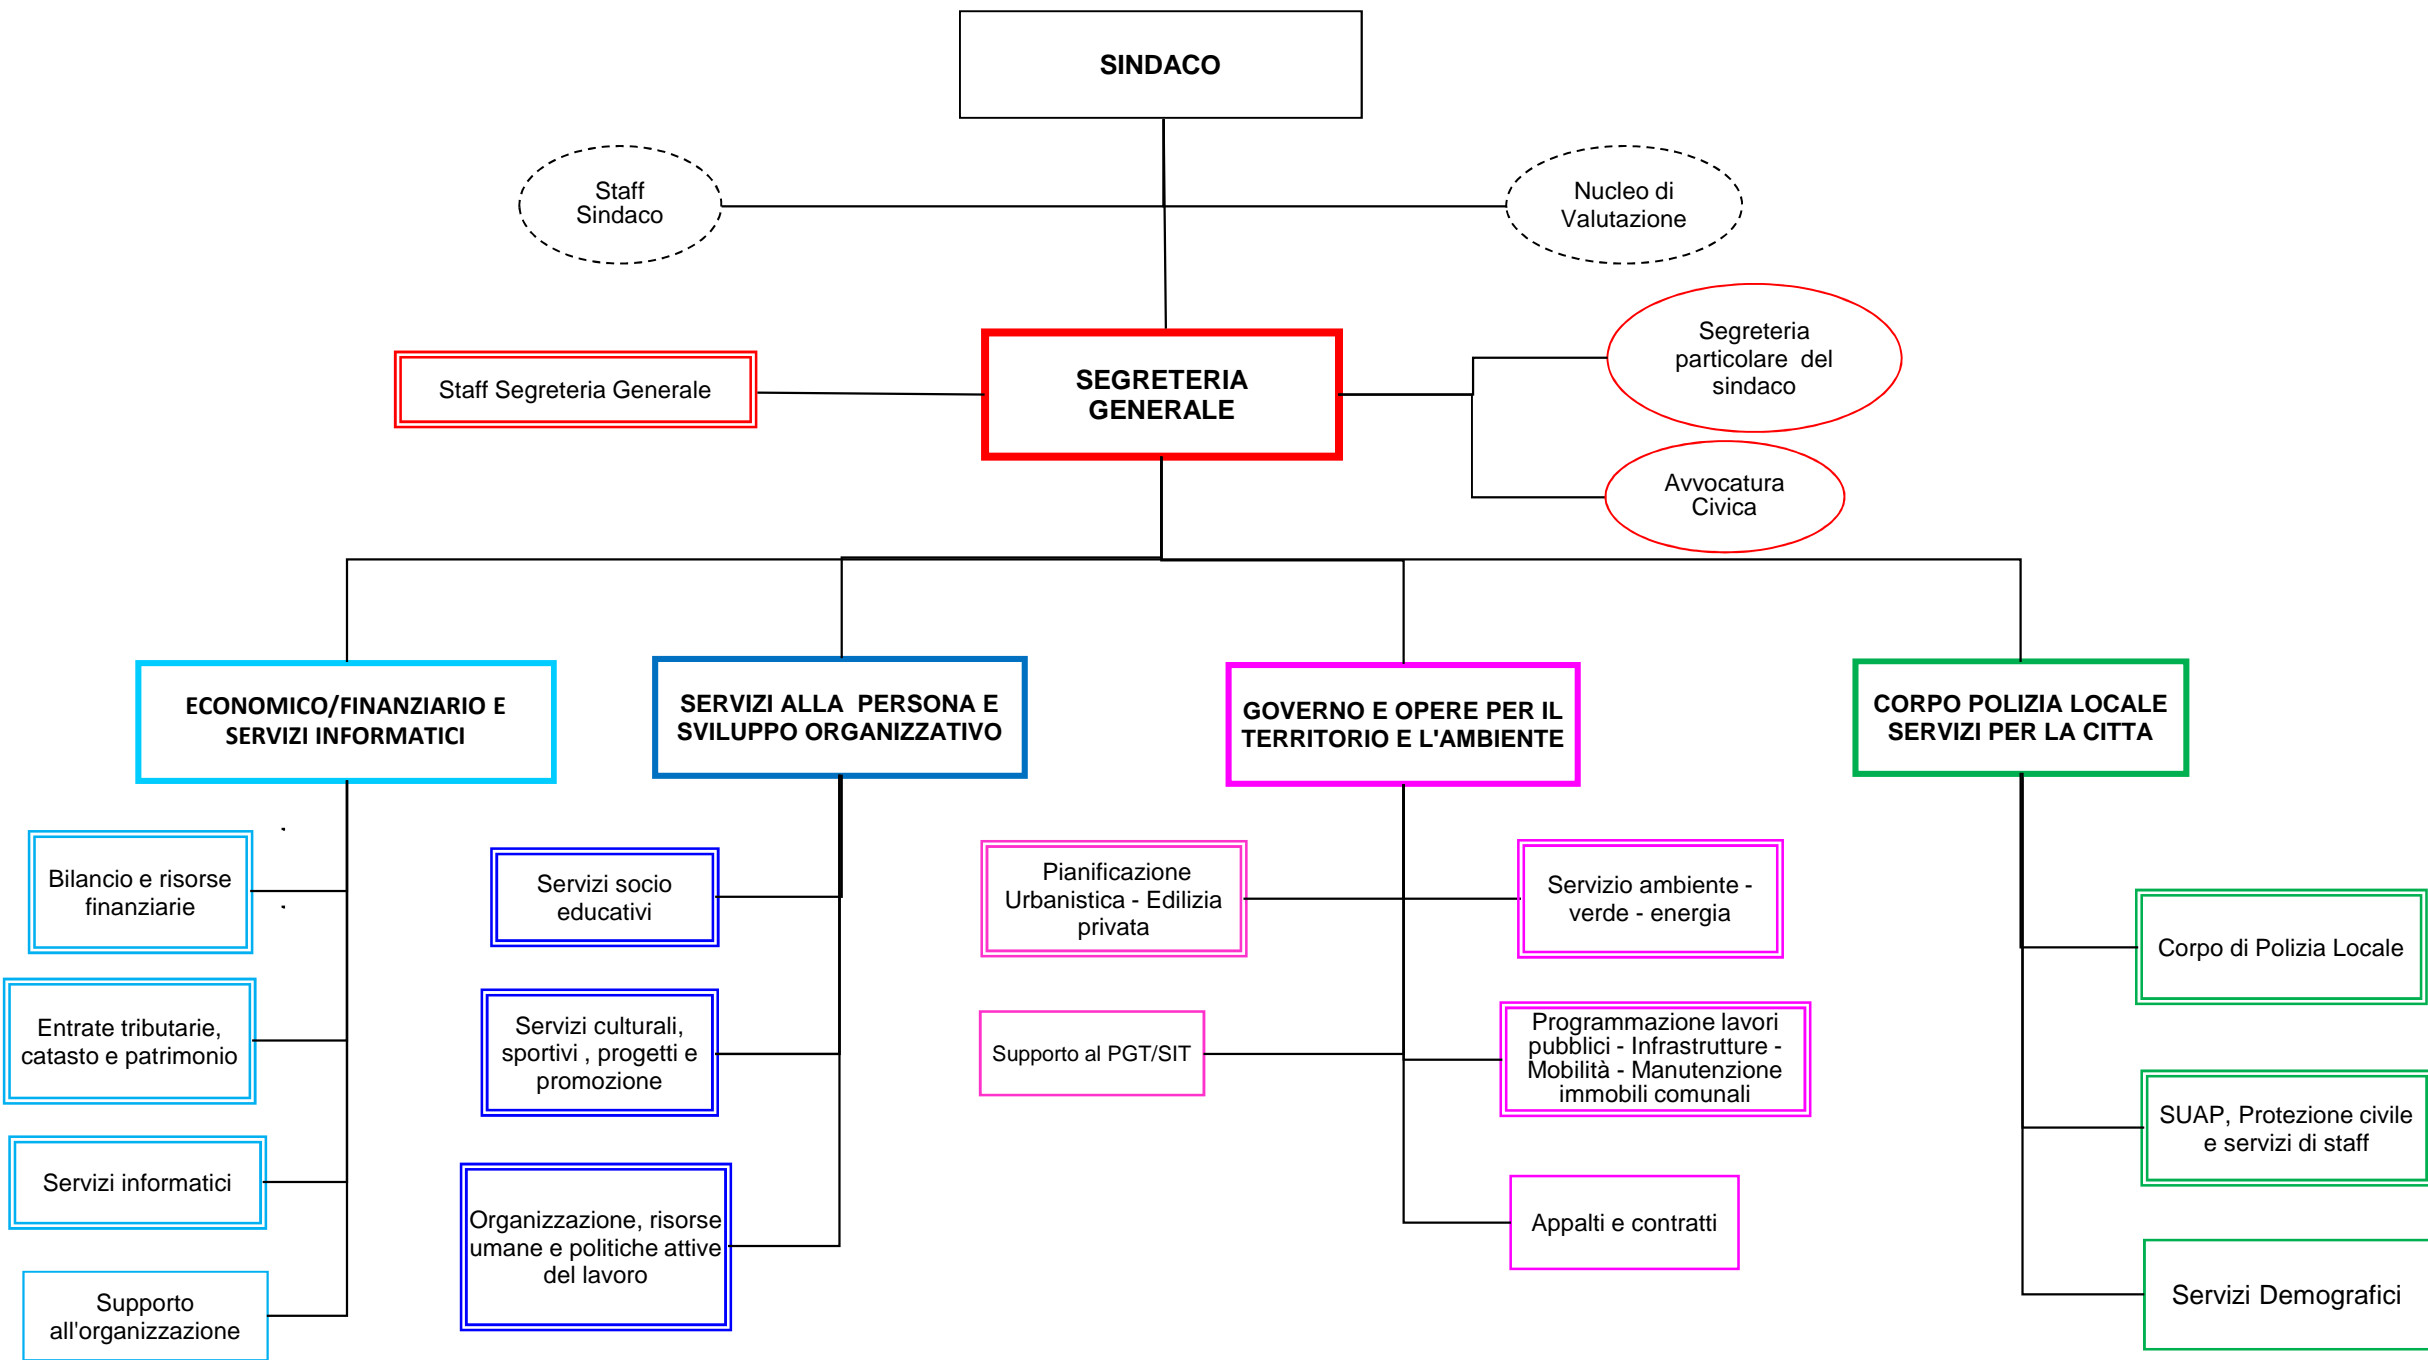 SINDACO
Staff
Sindaco
Nucleo di
Valutazione
Segreteria
particolare  del
sindaco
Staff Segreteria Generale
SEGRETERIA
GENERALE
Avvocatura
Civica
ECONOMICO/FINANZIARIO E
SERVIZI INFORMATICI
SERVIZI ALLA  PERSONA E
SVILUPPO ORGANIZZATIVO
GOVERNO E OPERE PER IL
TERRITORIO E L'AMBIENTE
CORPO POLIZIA LOCALE
SERVIZI PER LA CITTA
Bilancio e risorse
finanziarie
Entrate tributarie,
catasto e patrimonio
Servizi informatici
Supporto
all'organizzazione
Servizi socio
educativi
Servizi culturali,
sportivi , progetti e
promozione
Organizzazione, risorse
umane e politiche attive
del lavoro
Pianificazione
Urbanistica - Edilizia
privata
Supporto al PGT/SIT
Servizio ambiente -
verde - energia
Programmazione lavori
pubblici - Infrastrutture -
Mobilità - Manutenzione
immobili comunali
Appalti e contratti
Corpo di Polizia Locale
SUAP, Protezione civile
e servizi di staff
Servizi Demografici